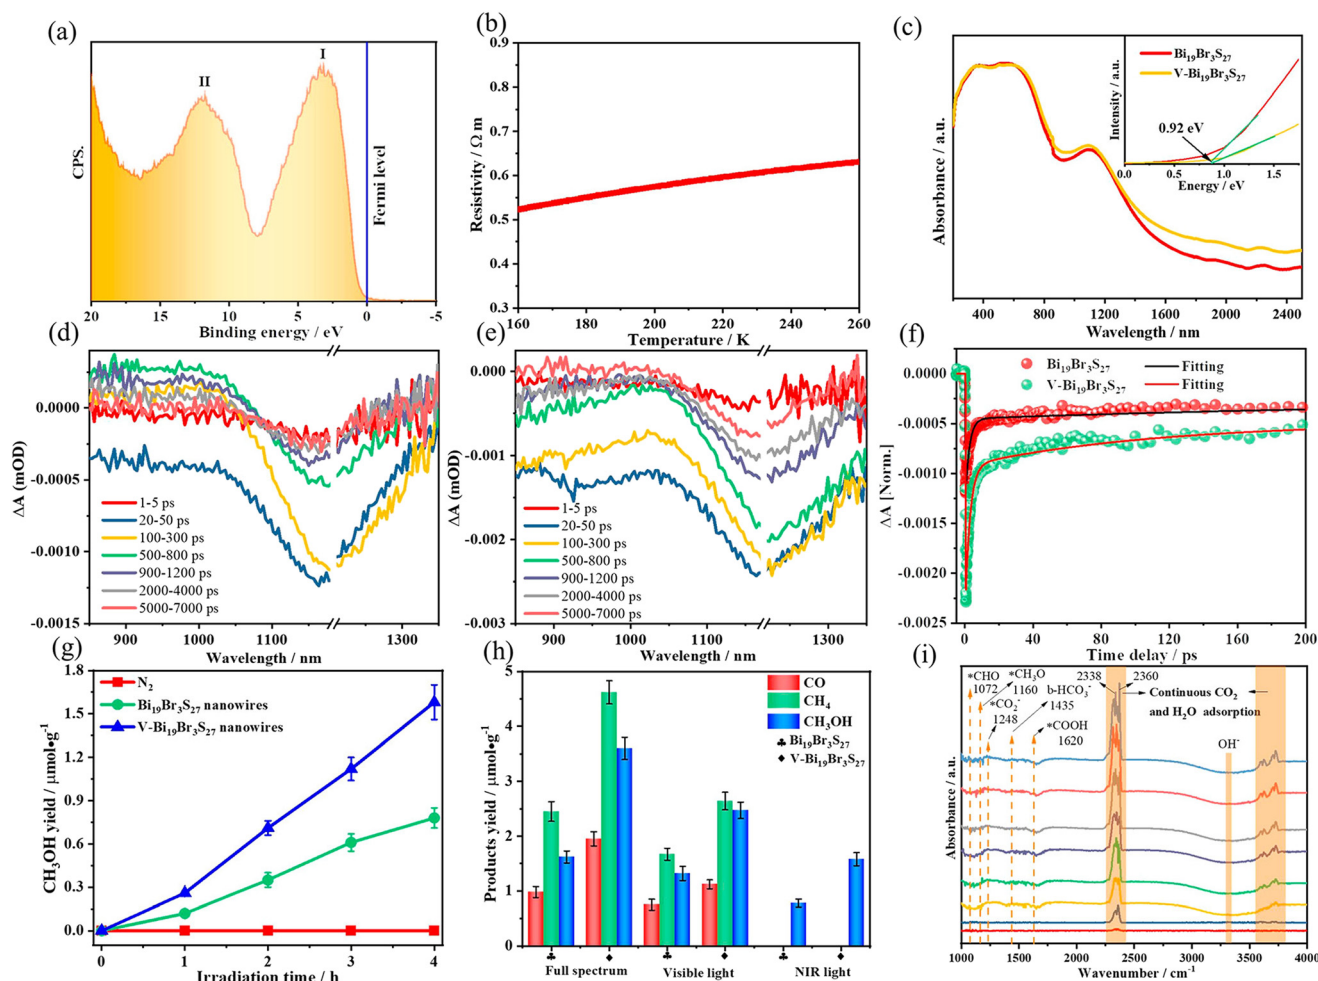 (a)
I
II
Fermi level
CPS.
20 15 10 5 0 -5
Binding energy / eV
(b)
Resistivity / Ω m
0.9
0.8
0.7
0.6
0.5
0.4
0.3
160 180 200 220 240 260
Temperature / K
(c)
Absorbance / a.u.
Bi₁₉Br₃S₂₇
V-Bi₁₉Br₃S₂₇
Intensity / a.u.
0.92 eV
0.0 0.5 1.0 1.5
Energy / eV
400 800 1200 1600 2000 2400
Wavelength / nm
(d)
ΔA (mOD)
0.0000
-0.0005
-0.0010
-0.0015
1-5 ps
20-50 ps
100-300 ps
500-800 ps
900-1200 ps
2000-4000 ps
5000-7000 ps
900 1000 1100 1300
Wavelength / nm
(e)
ΔA (mOD)
0.000
-0.001
-0.002
-0.003
1-5 ps
20-50 ps
100-300 ps
500-800 ps
900-1200 ps
2000-4000 ps
5000-7000 ps
900 1000 1100 1300
Wavelength / nm
(f)
ΔA [Norm.]
0.0000
-0.0005
-0.0010
-0.0015
-0.0020
-0.0025
Bi₁₉Br₃S₂₇ Fitting
V-Bi₁₉Br₃S₂₇ Fitting
0 40 80 120 160 200
Time delay / ps
(g)
CH₃OH yield / μmol•g⁻¹
1.8
1.5
1.2
0.9
0.6
0.3
0.0
N₂
Bi₁₉Br₃S₂₇ nanowires
V-Bi₁₉Br₃S₂₇ nanowires
0 1 2 3 4
Irradiation time / h
(h)
Products yield / μmol•g⁻¹
5
4
3
2
1
0
CO
CH₄
CH₃OH
♣ Bi₁₉Br₃S₂₇
♦ V-Bi₁₉Br₃S₂₇
♣ ♦ ♣ ♦ ♣ ♦
Full spectrum Visible light NIR light
(i)
Absorbance / a.u.
*CHO
1072
*CH₃O
1160
*CO₂⁻
1248
b-HCO₃⁻
1435
*COOH
1620
2338 2360
Continuous CO₂
and H₂O adsorption
OH⁻
1000 1500 2000 2500 3000 3500 4000
Wavenumber / cm⁻¹